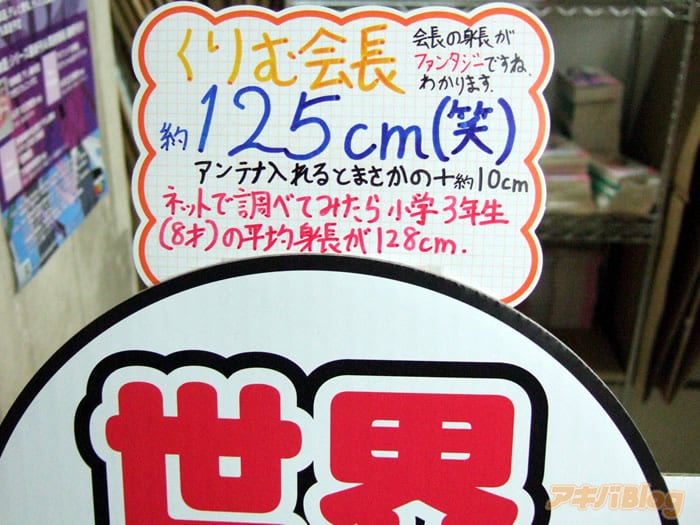 くりむ会長
会長の身長が
ファンタジーですね。
わかります。
約125cm(笑)
アンテナ入れるとまさかの+約10cm
ネットで調べてみたら小学3年生
(8才)の平均身長が128cm.
世界
アキバBlog